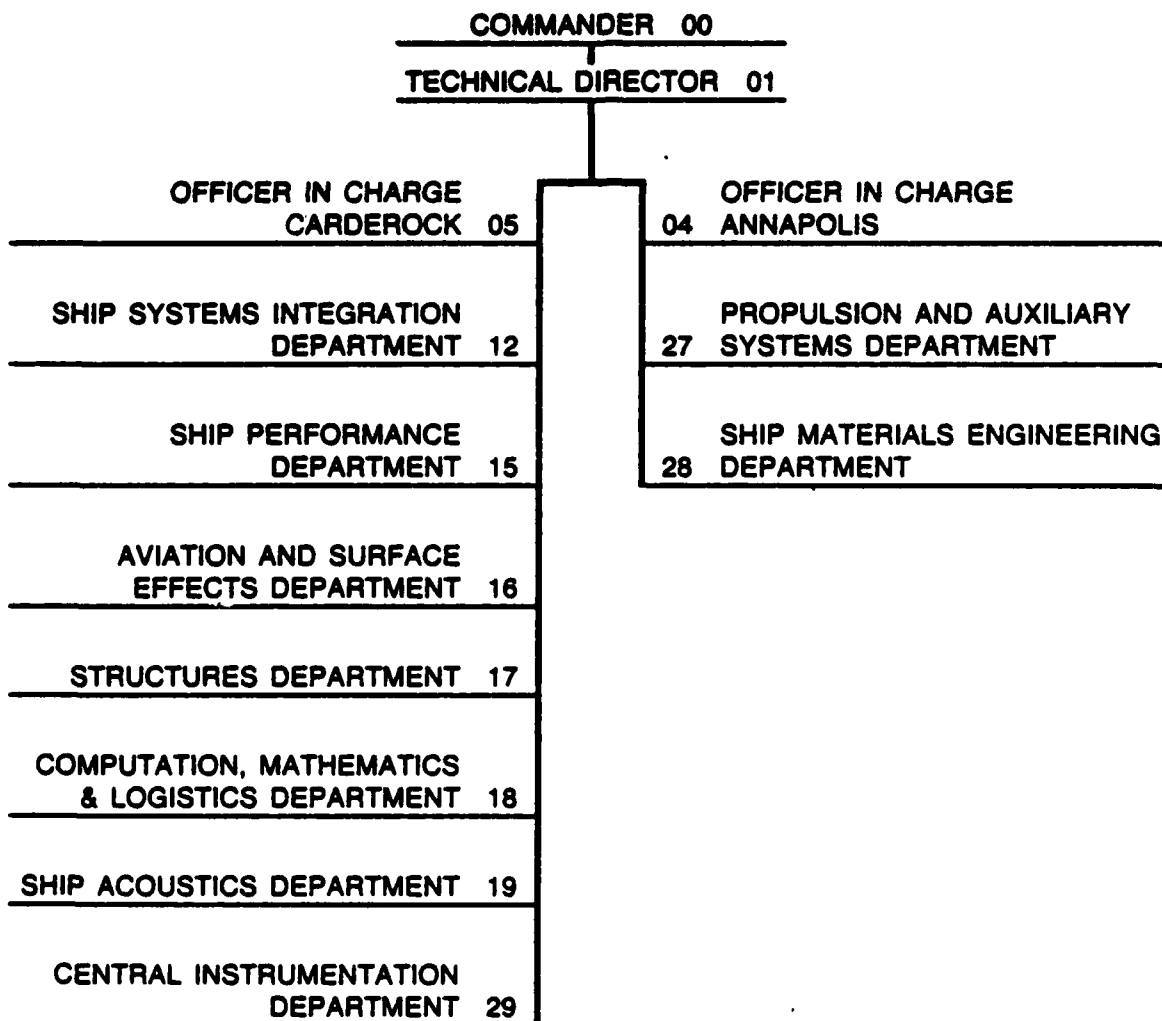 COMMANDER 00
TECHNICAL DIRECTOR 01
OFFICER IN CHARGE
CARDEROCK 05
OFFICER IN CHARGE
04 ANNAPOLIS
SHIP SYSTEMS INTEGRATION
DEPARTMENT 12
PROPULSION AND AUXILIARY
27 SYSTEMS DEPARTMENT
SHIP PERFORMANCE
DEPARTMENT 15
SHIP MATERIALS ENGINEERING
28 DEPARTMENT
AVIATION AND SURFACE
EFFECTS DEPARTMENT 16
STRUCTURES DEPARTMENT 17
COMPUTATION, MATHEMATICS
& LOGISTICS DEPARTMENT 18
SHIP ACOUSTICS DEPARTMENT 19
CENTRAL INSTRUMENTATION
DEPARTMENT 29